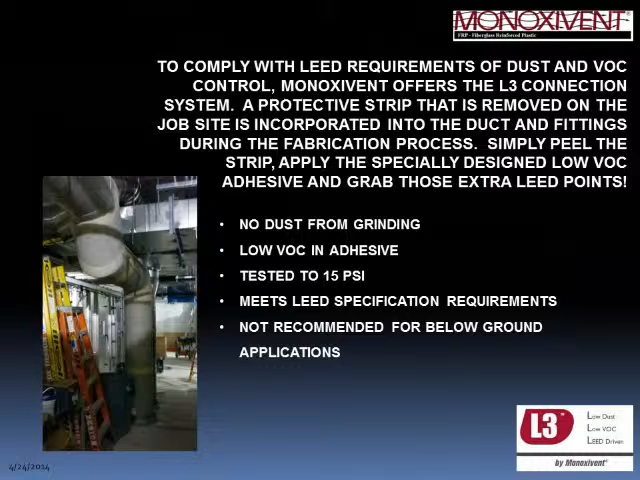 MONOXIVENT
FRP - Fiberglass Reinforced Plastic
TO COMPLY WITH LEED REQUIREMENTS OF DUST AND VOC
CONTROL, MONOXIVENT OFFERS THE L3 CONNECTION
SYSTEM. A PROTECTIVE STRIP THAT IS REMOVED ON THE
JOB SITE IS INCORPORATED INTO THE DUCT AND FITTINGS
DURING THE FABRICATION PROCESS. SIMPLY PEEL THE
STRIP, APPLY THE SPECIALLY DESIGNED LOW VOC
ADHESIVE AND GRAB THOSE EXTRA LEED POINTS!
• NO DUST FROM GRINDING
• LOW VOC IN ADHESIVE
• TESTED TO 15 PSI
• MEETS LEED SPECIFICATION REQUIREMENTS
• NOT RECOMMENDED FOR BELOW GROUND
APPLICATIONS
L3
Low Dust
Low VOC
LEED Driven
by Monoxivent®
4/24/2014